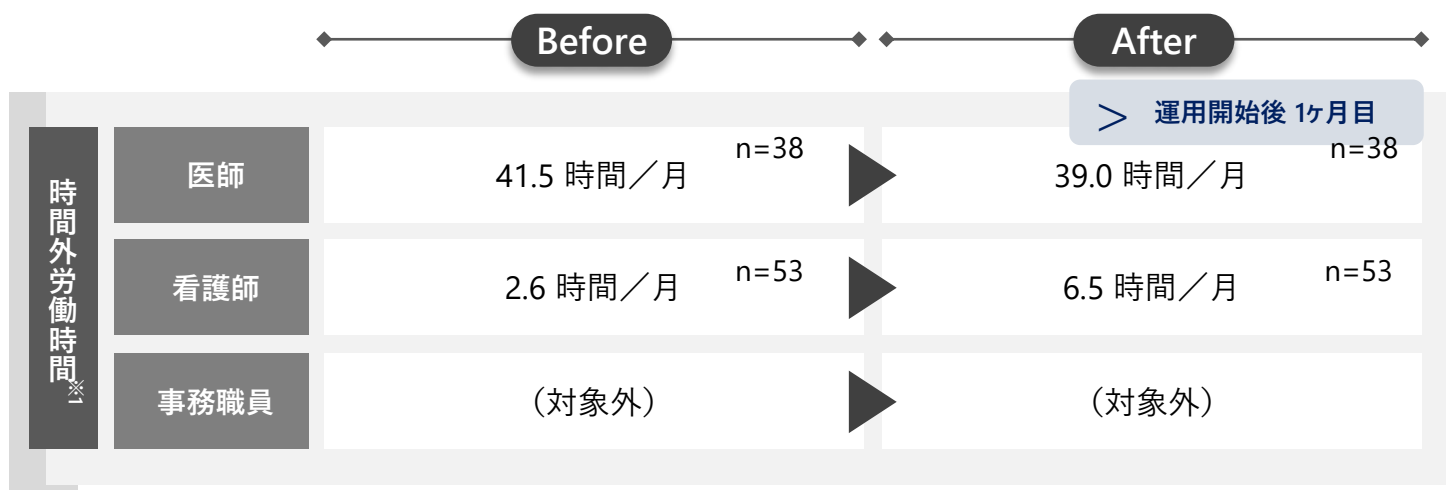 Before
After
> 運用開始後 1ヶ月目
時間外労働時間※1
医師
41.5 時間／月
n=38
39.0 時間／月
n=38
看護師
2.6 時間／月
n=53
6.5 時間／月
n=53
事務職員
（対象外）
（対象外）